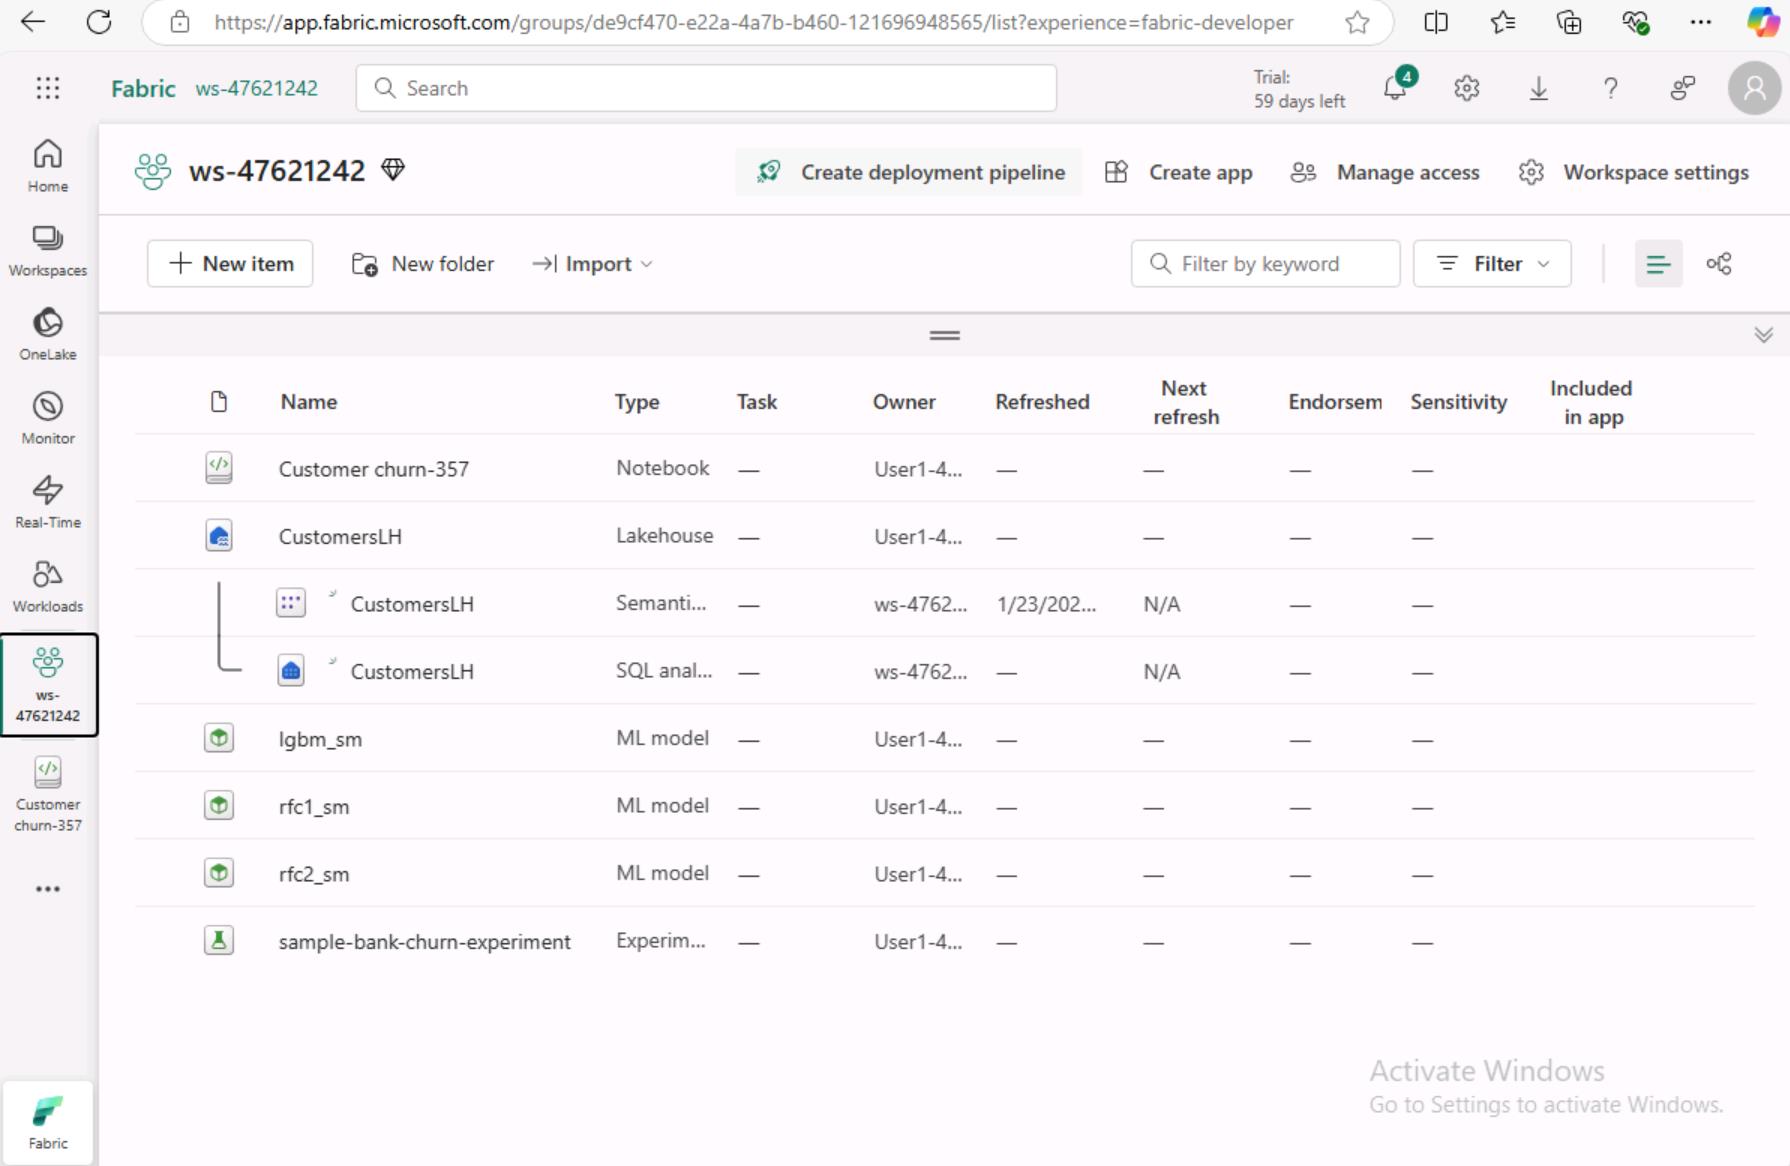 https://app.fabric.microsoft.com/groups/de9cf470-e22a-4a7b-b460-121696948565/list?experience=fabric-developer
Fabric ws-47621242 Search Trial: 59 days left 4
Home
Workspaces
OneLake
Monitor
Real-Time
Workloads
ws-
47621242
Customer
churn-357
Fabric
ws-47621242 Create deployment pipeline Create app Manage access Workspace settings
New item New folder Import Filter by keyword Filter
Name Type Task Owner Refreshed Next refresh Endorsem Sensitivity Included in app
Customer churn-357 Notebook — User1-4... — — — —
CustomersLH Lakehouse — User1-4... — — — —
CustomersLH Semanti... — ws-4762... 1/23/202... N/A — —
CustomersLH SQL anal... — ws-4762... — N/A — —
lgbm_sm ML model — User1-4... — — — —
rfc1_sm ML model — User1-4... — — — —
rfc2_sm ML model — User1-4... — — — —
sample-bank-churn-experiment Experim... — User1-4... — — — —
Activate Windows
Go to Settings to activate Windows.